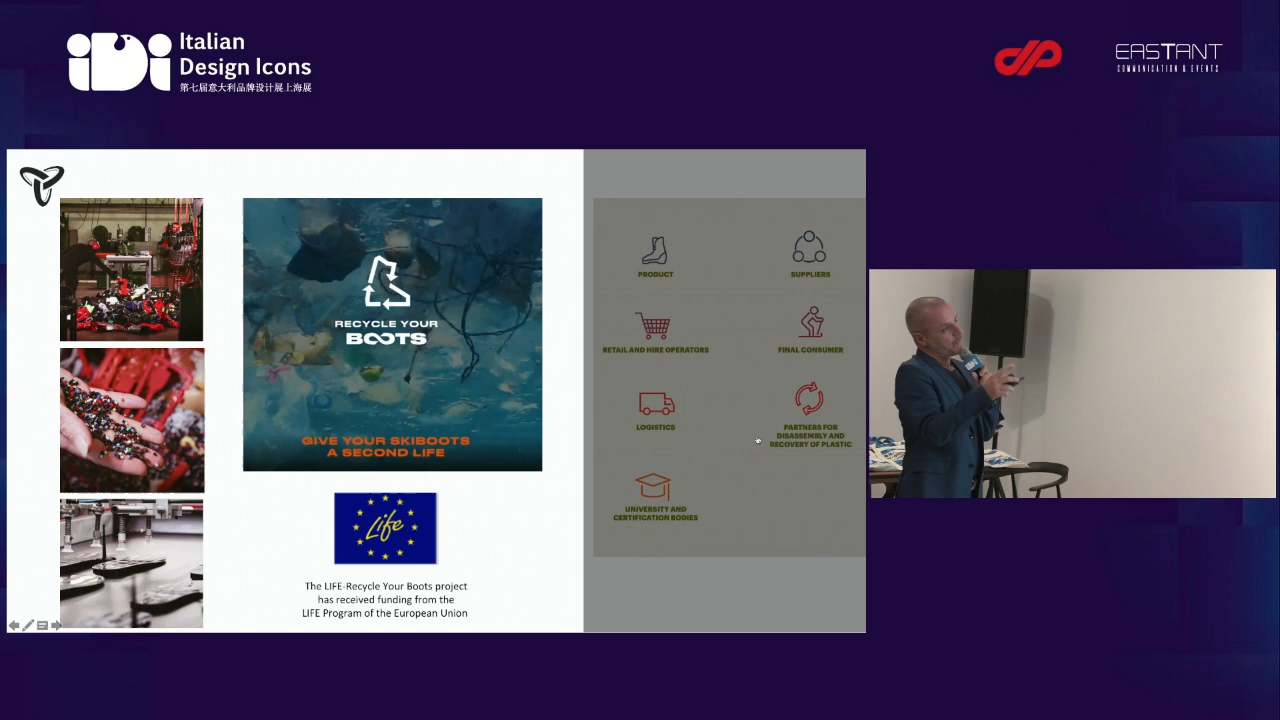 iDi
Italian
Design Icons
第七届意大利品牌设计展上海展
dp
EASTANT
COMMUNICATION & EVENTS
RECYCLE YOUR
BOOTS
GIVE YOUR SKIBOOTS
A SECOND LIFE
Life
The LIFE-Recycle Your Boots project
has received funding from the
LIFE Program of the European Union
PRODUCT
SUPPLIERS
RETAIL AND HIRE OPERATORS
FINAL CONSUMER
LOGISTICS
PARTNERS FOR
DISASSEMBLY AND
RECOVERY OF PLASTIC
UNIVERSITY AND
CERTIFICATION BODIES